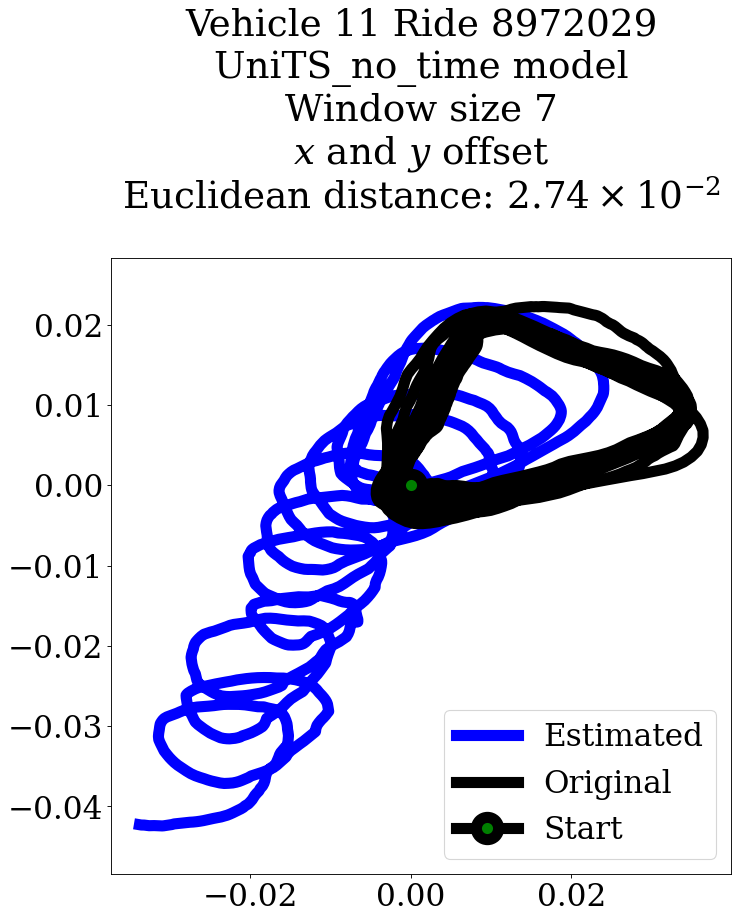 Vehicle 11 Ride 8972029
UniTS_no_time model
Window size 7
x and y offset
Euclidean distance: 2.74 × 10⁻²
0.02
0.01
0.00
−0.01
−0.02
−0.03
−0.04
−0.02 0.00 0.02
Estimated
Original
Start